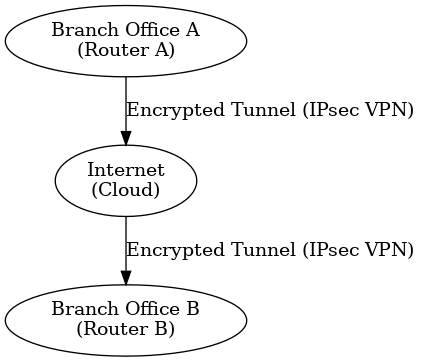 Branch Office A
(Router A)
Encrypted Tunnel (IPsec VPN)
Internet
(Cloud)
Encrypted Tunnel (IPsec VPN)
Branch Office B
(Router B)